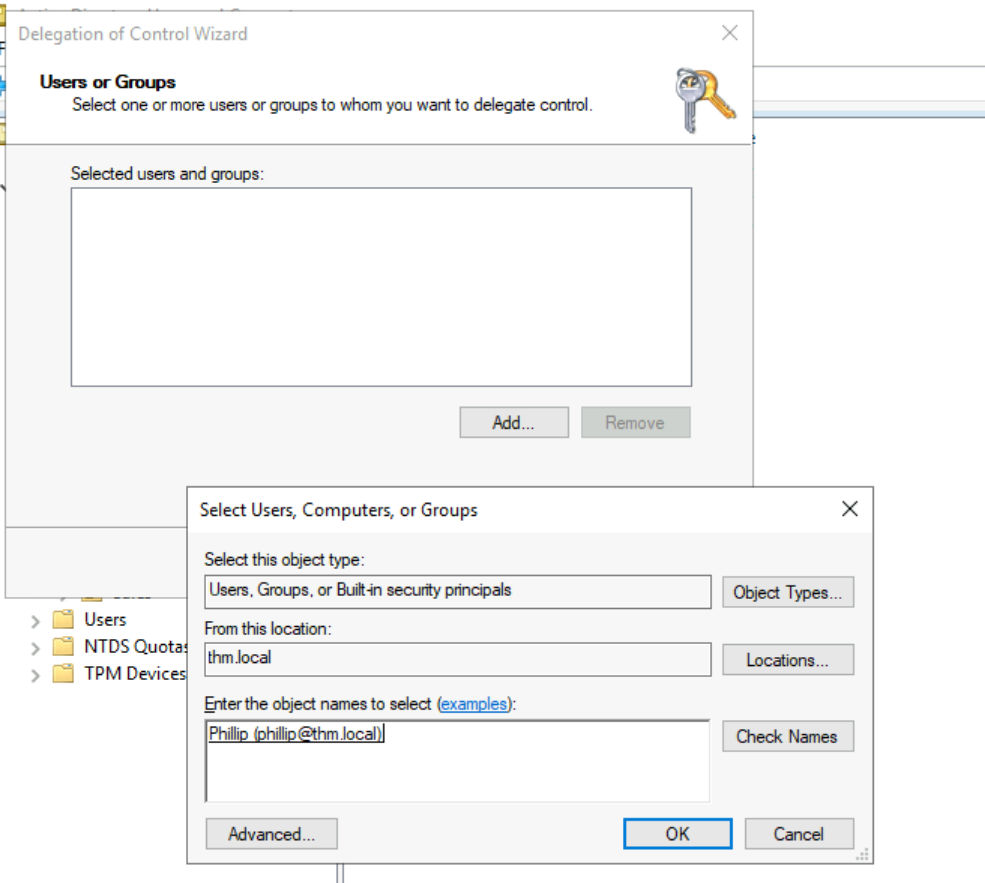 Delegation of Control Wizard
Users or Groups
Select one or more users or groups to whom you want to delegate control.
Selected users and groups:
Add...
Remove
Select Users, Computers, or Groups
Select this object type:
Users, Groups, or Built-in security principals
Object Types...
From this location:
thm.local
Locations...
Enter the object names to select (examples):
Phillip (phillip@thm.local)
Check Names
Advanced...
OK
Cancel
Users
NTDS Quotas
TPM Devices